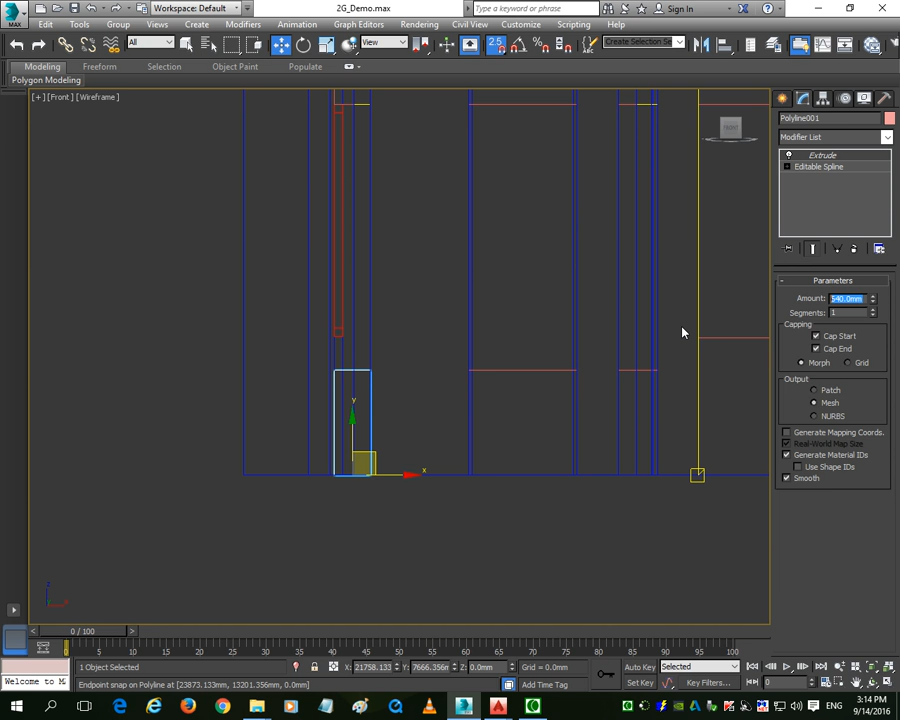 MAX
Workspace: Default
2G_Demo.max
Type a keyword or phrase
Sign In
Edit Tools Group Views Create Modifiers Animation Graph Editors Rendering Civil View Customize Scripting Help
All View 2.5 Create Selection Se
Modeling Freeform Selection Object Paint Populate
Polygon Modeling
[+] [Front] [Wireframe]
FRONT
Polyline001
Modifier List
Extrude
Editable Spline
Parameters
Amount: 540.0mm
Segments: 1
Capping
Cap Start
Cap End
Morph Grid
Output
Patch
Mesh
NURBS
Generate Mapping Coords.
Real-World Map Size
Generate Material IDs
Use Shape IDs
Smooth
y
x
z
x
0 / 100
0 5 10 15 20 25 30 35 40 45 50 55 60 65 70 75 80 85 90 95 100
1 Object Selected X: 21758.133 Y: 7666.356m Z: 0.0mm Grid = 0.0mm Auto Key Selected
Welcome to M Endpoint snap on Polyline at [23873.133mm, 13201.356mm, 0.0mm] Add Time Tag Set Key Key Filters... 0
ENG 3:14 PM
9/14/2016